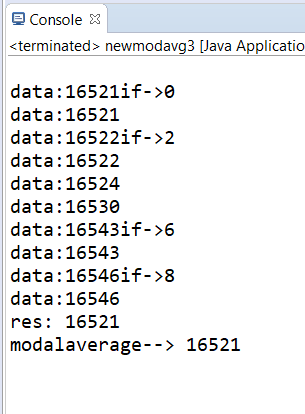 Console
<terminated> newmodavg3 [Java Applicatio
data:16521if->0
data:16521
data:16522if->2
data:16522
data:16524
data:16530
data:16543if->6
data:16543
data:16546if->8
data:16546
res: 16521
modalaverage--> 16521